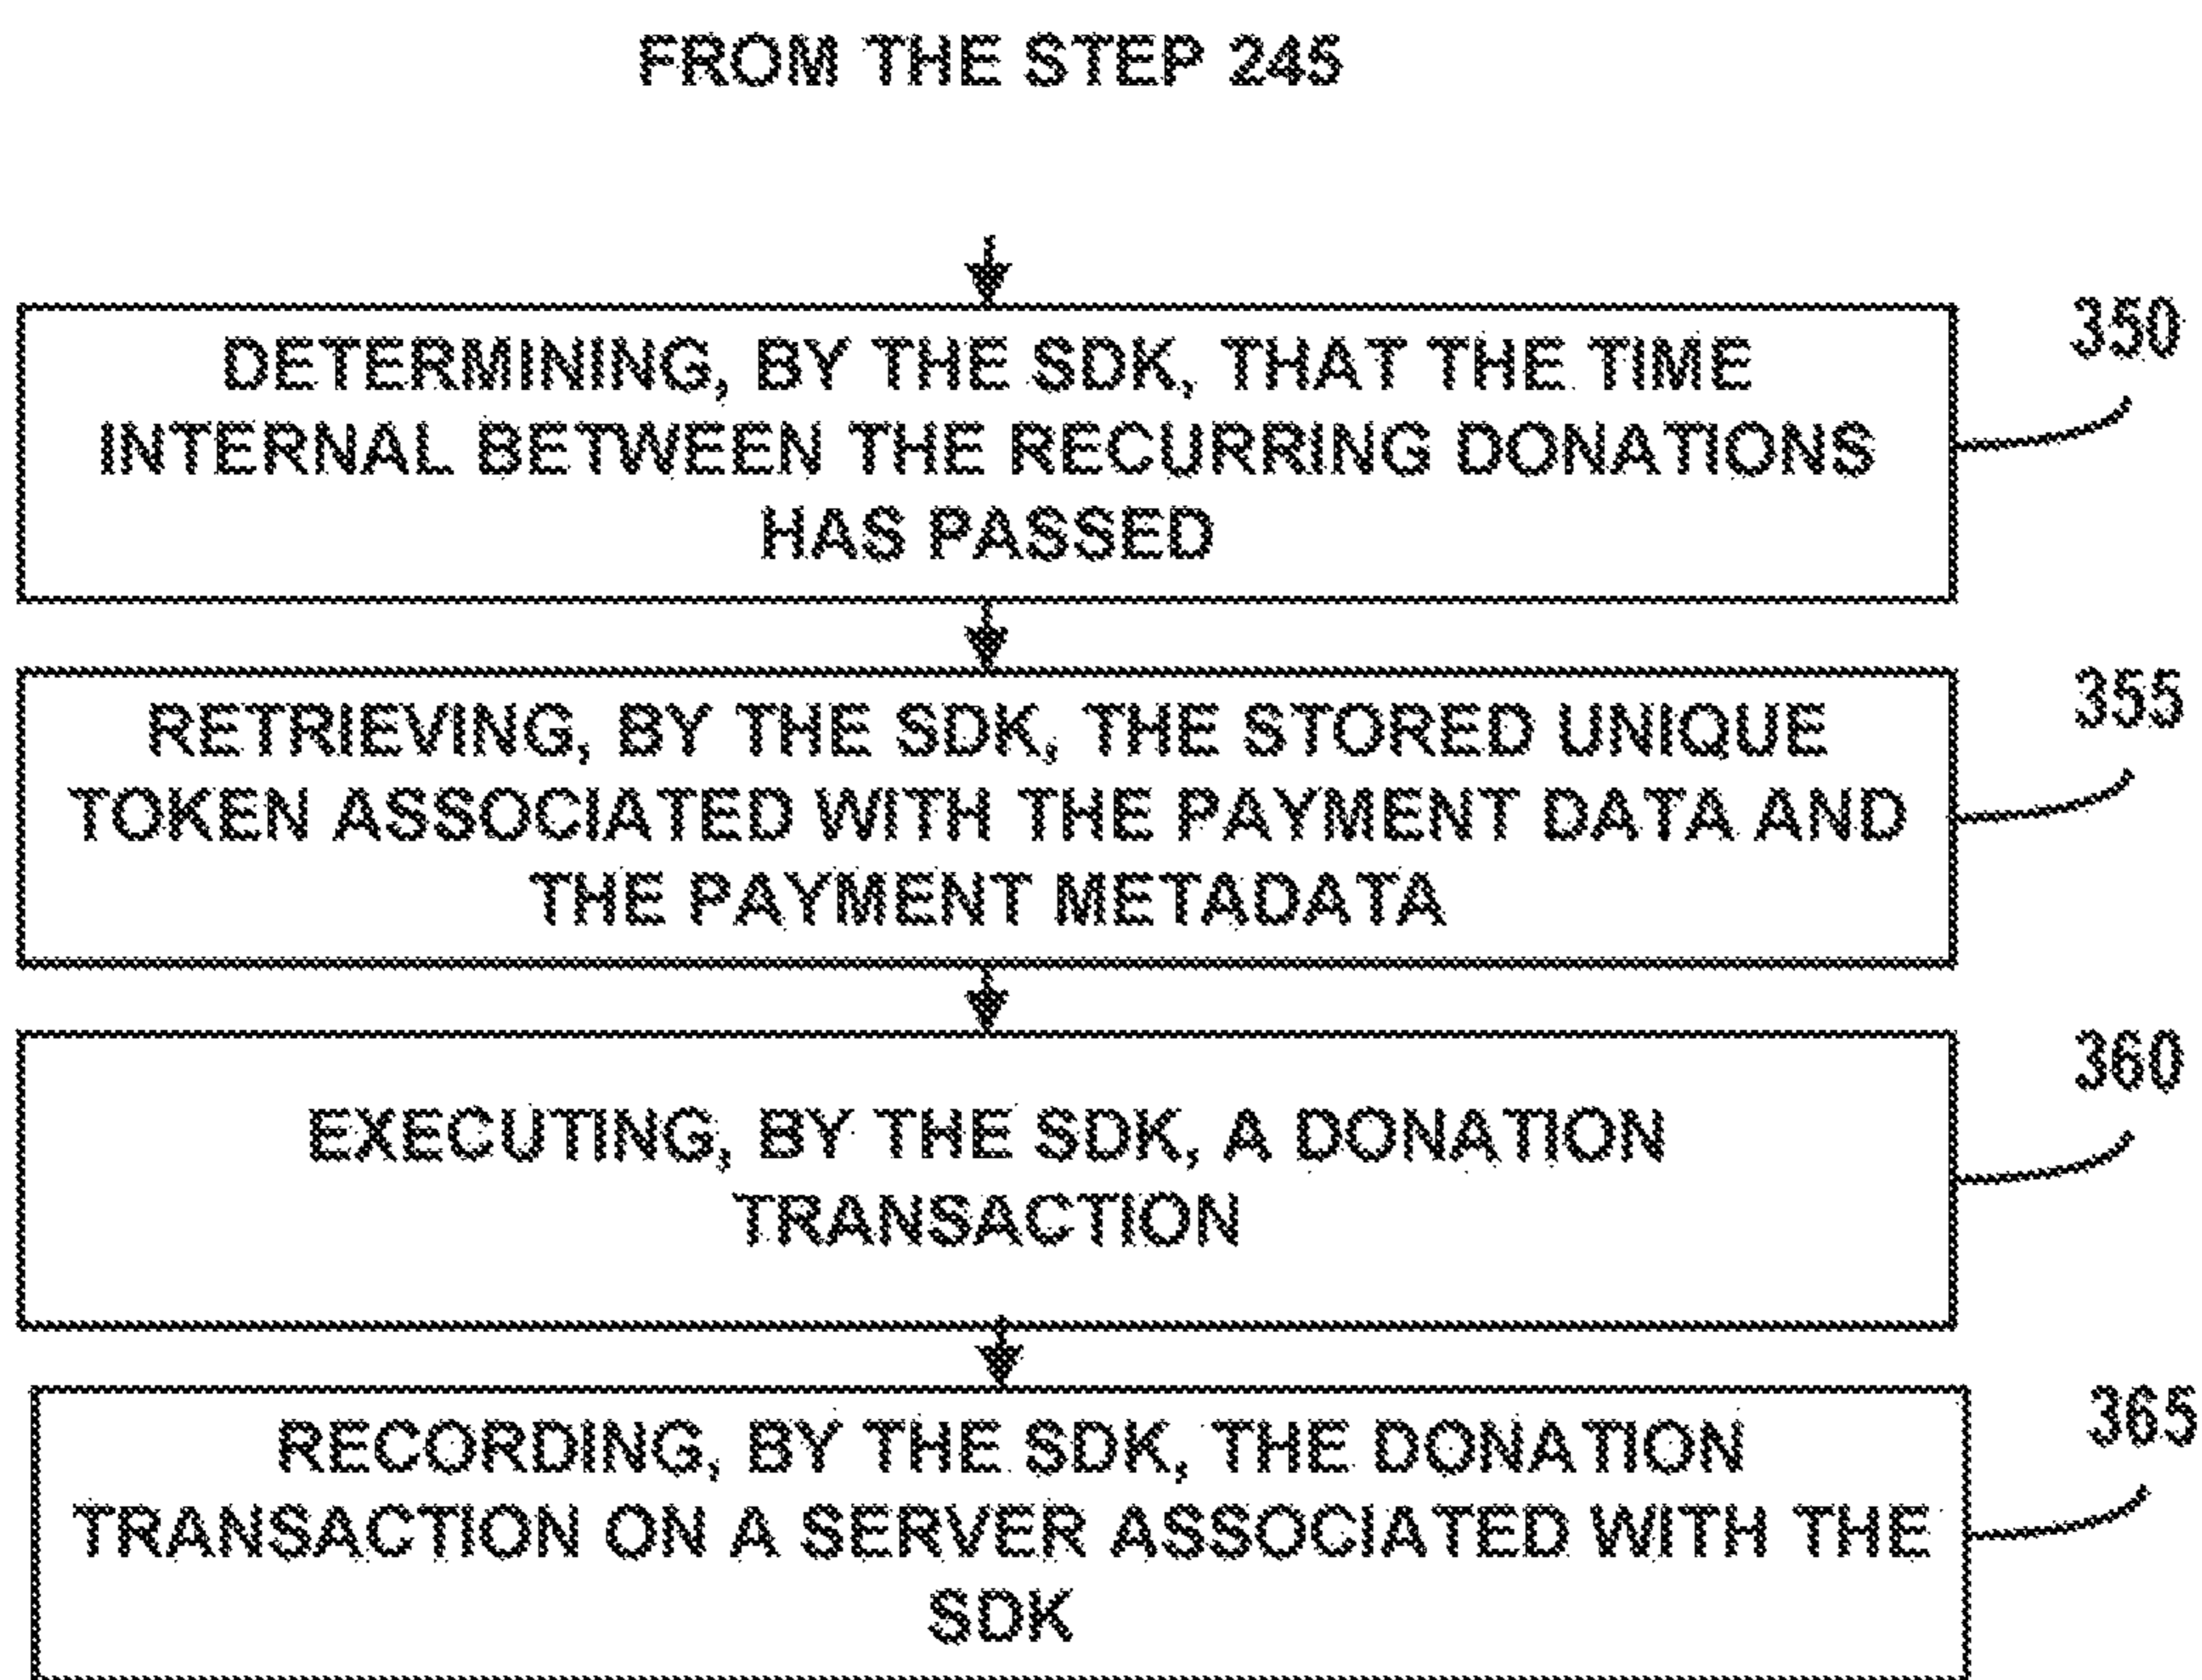 FROM THE STEP 245
DETERMINING, BY THE SDK, THAT THE TIME
INTERNAL BETWEEN THE RECURRING DONATIONS
HAS PASSED
350
RETRIEVING, BY THE SDK, THE STORED UNIQUE
TOKEN ASSOCIATED WITH THE PAYMENT DATA AND
THE PAYMENT METADATA
355
EXECUTING, BY THE SDK, A DONATION
TRANSACTION
360
RECORDING, BY THE SDK, THE DONATION
TRANSACTION ON A SERVER ASSOCIATED WITH THE
SDK
365